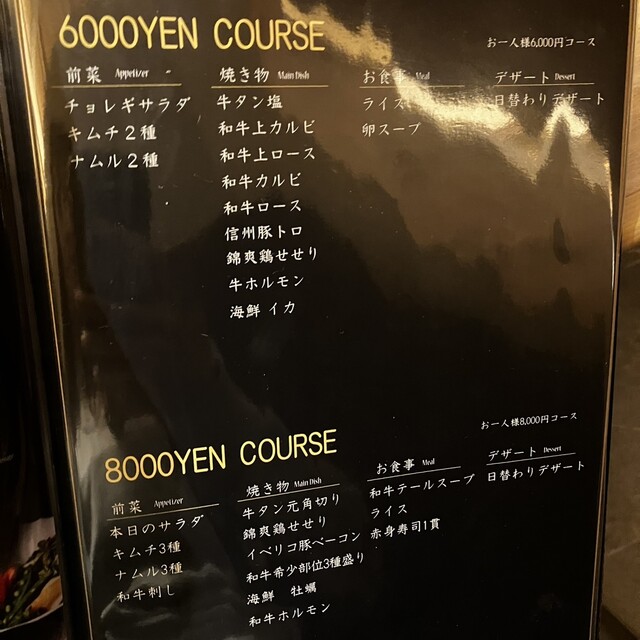 6000YEN COURSE
お一人様6,000円コース
前菜 Appetizer
チョレギサラダ
キムチ２種
ナムル２種
焼き物 Main Dish
牛タン塩
和牛上カルビ
和牛上ロース
和牛カルビ
和牛ロース
信州豚トロ
錦爽鶏せせり
牛ホルモン
海鮮 イカ
お食事 Meal
ライス
卵スープ
デザート Dessert
日替わりデザート
8000YEN COURSE
お一人様8,000円コース
前菜 Appetizer
本日のサラダ
キムチ3種
ナムル3種
和牛刺し
焼き物 Main Dish
牛タン元角切り
錦爽鶏せせり
イベリコ豚ベーコン
和牛希少部位3種盛り
海鮮 牡蠣
和牛ホルモン
お食事 Meal
和牛テールスープ
ライス
赤身寿司1貫
デザート Dessert
日替わりデザート